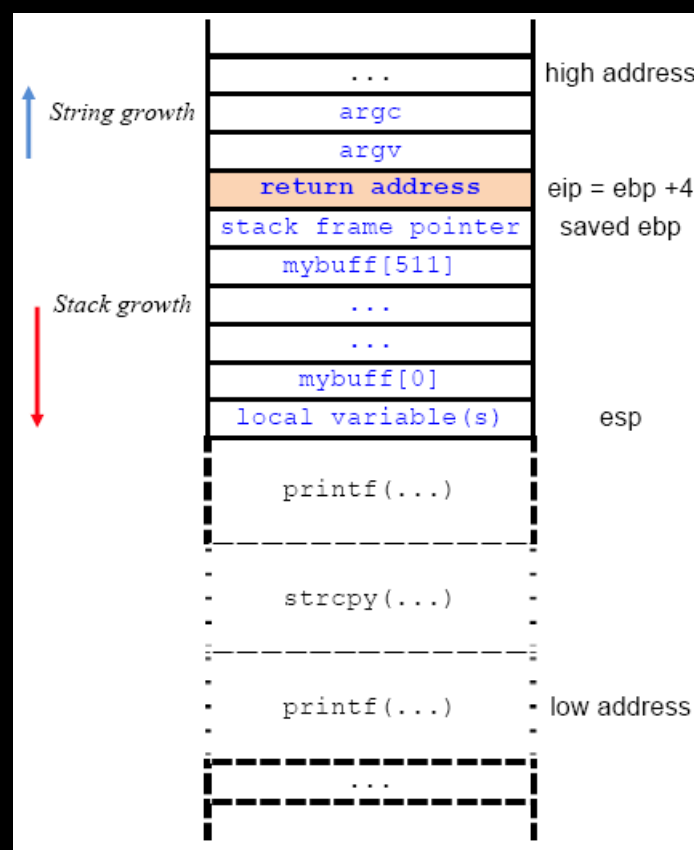 ...
high address
String growth
argc
argv
return address
eip = ebp +4
stack frame pointer
saved ebp
mybuff[511]
Stack growth
...
...
mybuff[0]
local variable(s)
esp
printf(...)
strcpy(...)
printf(...)
low address
...